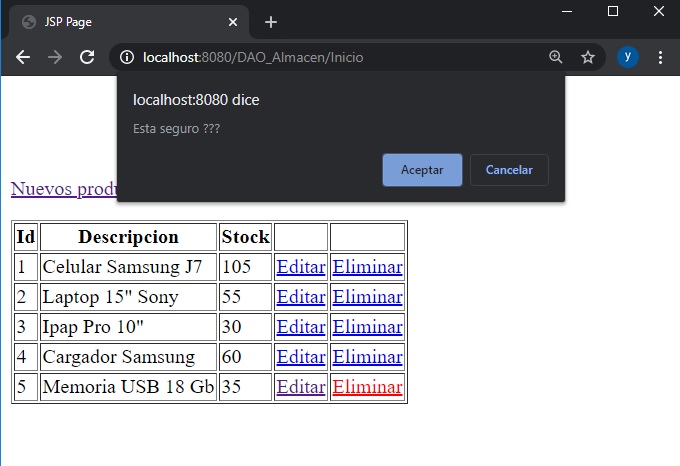 JSP Page
localhost:8080/DAO_Almacen/Inicio
y
localhost:8080 dice
Esta seguro ???
Aceptar Cancelar
Nuevos
Id Descripcion Stock
1 Celular Samsung J7 105 Editar Eliminar
2 Laptop 15" Sony 55 Editar Eliminar
3 Ipap Pro 10" 30 Editar Eliminar
4 Cargador Samsung 60 Editar Eliminar
5 Memoria USB 18 Gb 35 Editar Eliminar